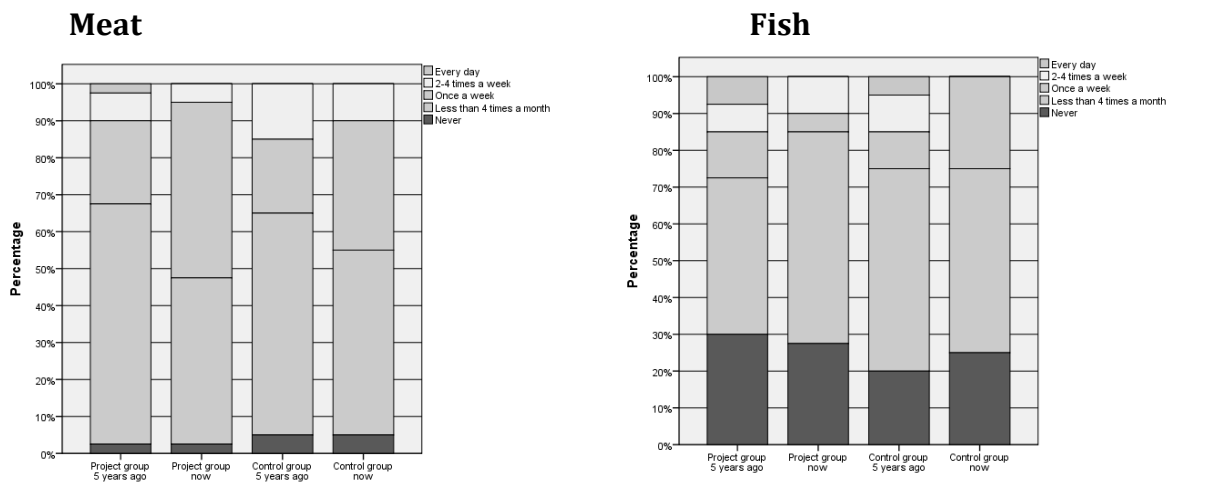 Meat
Every day
2-4 times a week
Once a week
Less than 4 times a month
Never
100%
90%
80%
70%
60%
50%
40%
30%
20%
10%
0%
Percentage
Project group
5 years ago
Project group
now
Control group
5 years ago
Control group
now
Fish
Every day
2-4 times a week
Once a week
Less than 4 times a month
Never
100%
90%
80%
70%
60%
50%
40%
30%
20%
10%
0%
Percentage
Project group
5 years ago
Project group
now
Control group
5 years ago
Control group
now